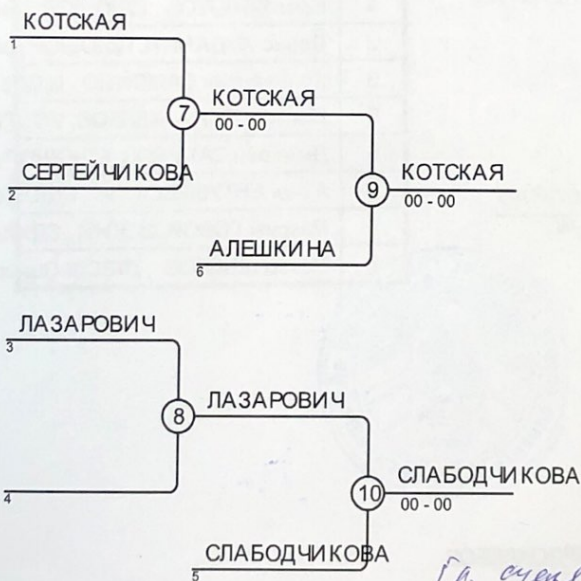 КОТСКАЯ
1
7
КОТСКАЯ
00 - 00
СЕРГЕЙЧИКОВА
2
9
КОТСКАЯ
00 - 00
АЛЕШКИНА
6
ЛАЗАРОВИЧ
3
8
ЛАЗАРОВИЧ
4
10
СЛАБОДЧИКОВА
00 - 00
СЛАБОДЧИКОВА
5
Гл.